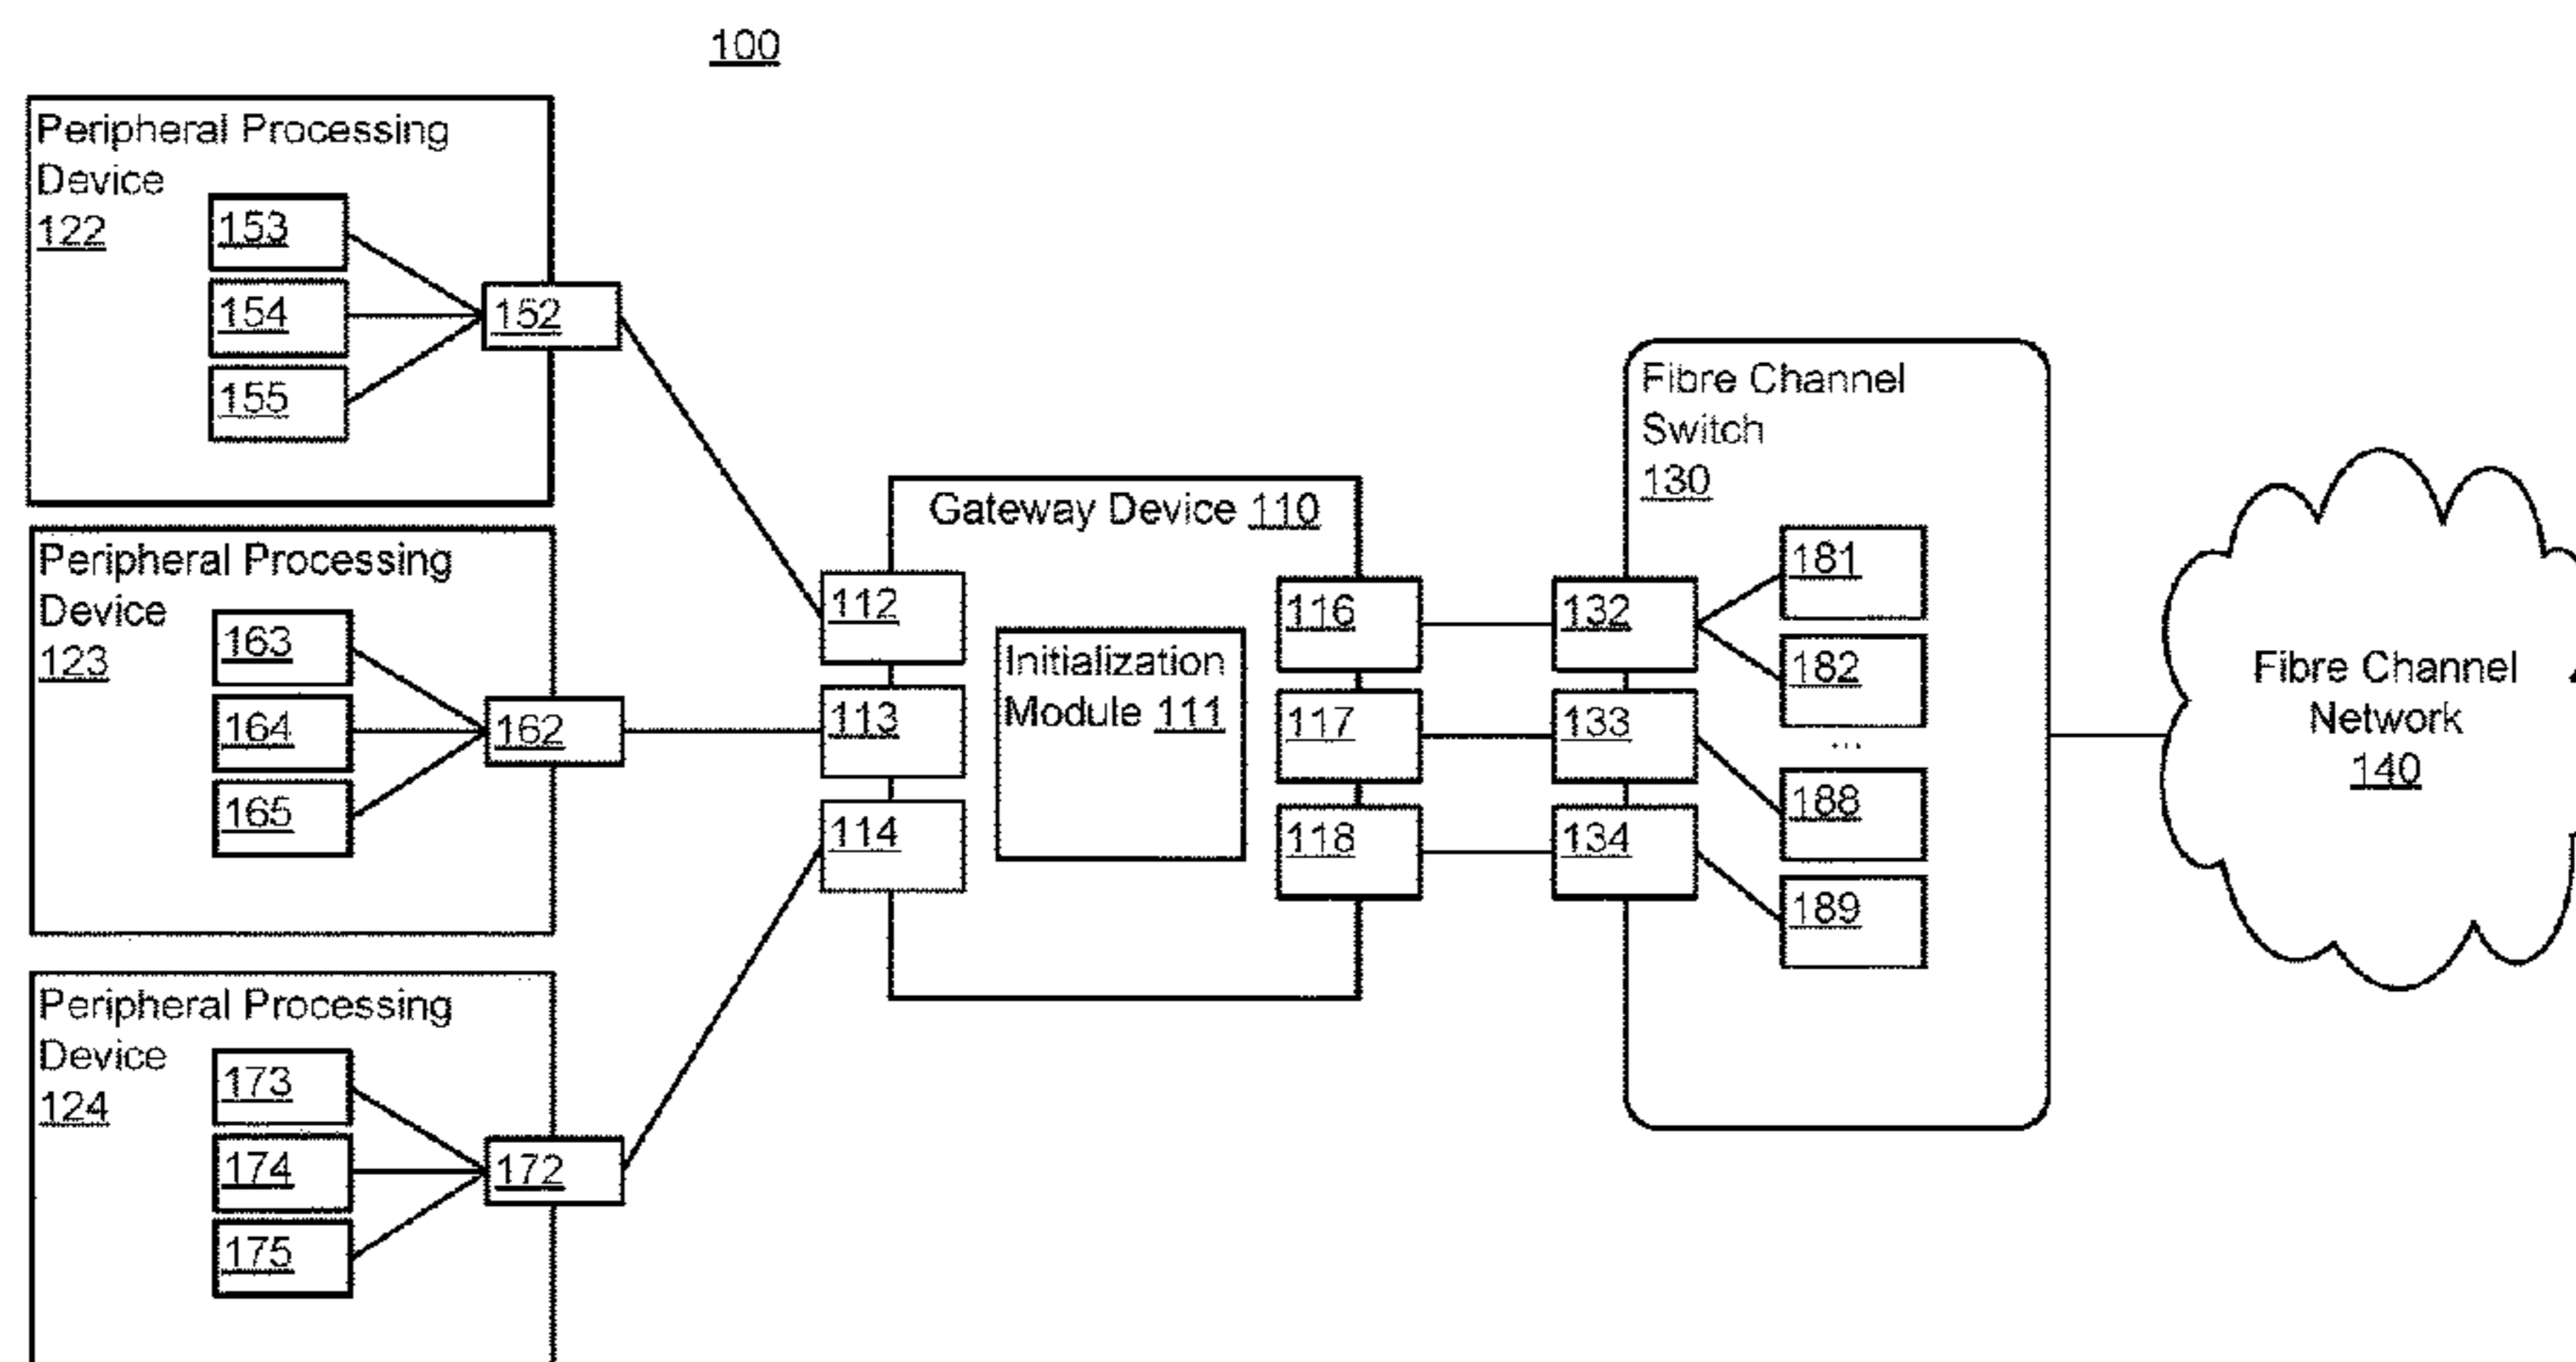 100
Peripheral Processing
Device
122
153
154
155
152
Peripheral Processing
Device
123
163
164
165
162
Peripheral Processing
Device
124
173
174
175
172
Gateway Device 110
112
113
114
Initialization
Module 111
116
117
118
Fibre Channel
Switch
130
132
133
134
181
182
...
188
189
Fibre Channel
Network
140